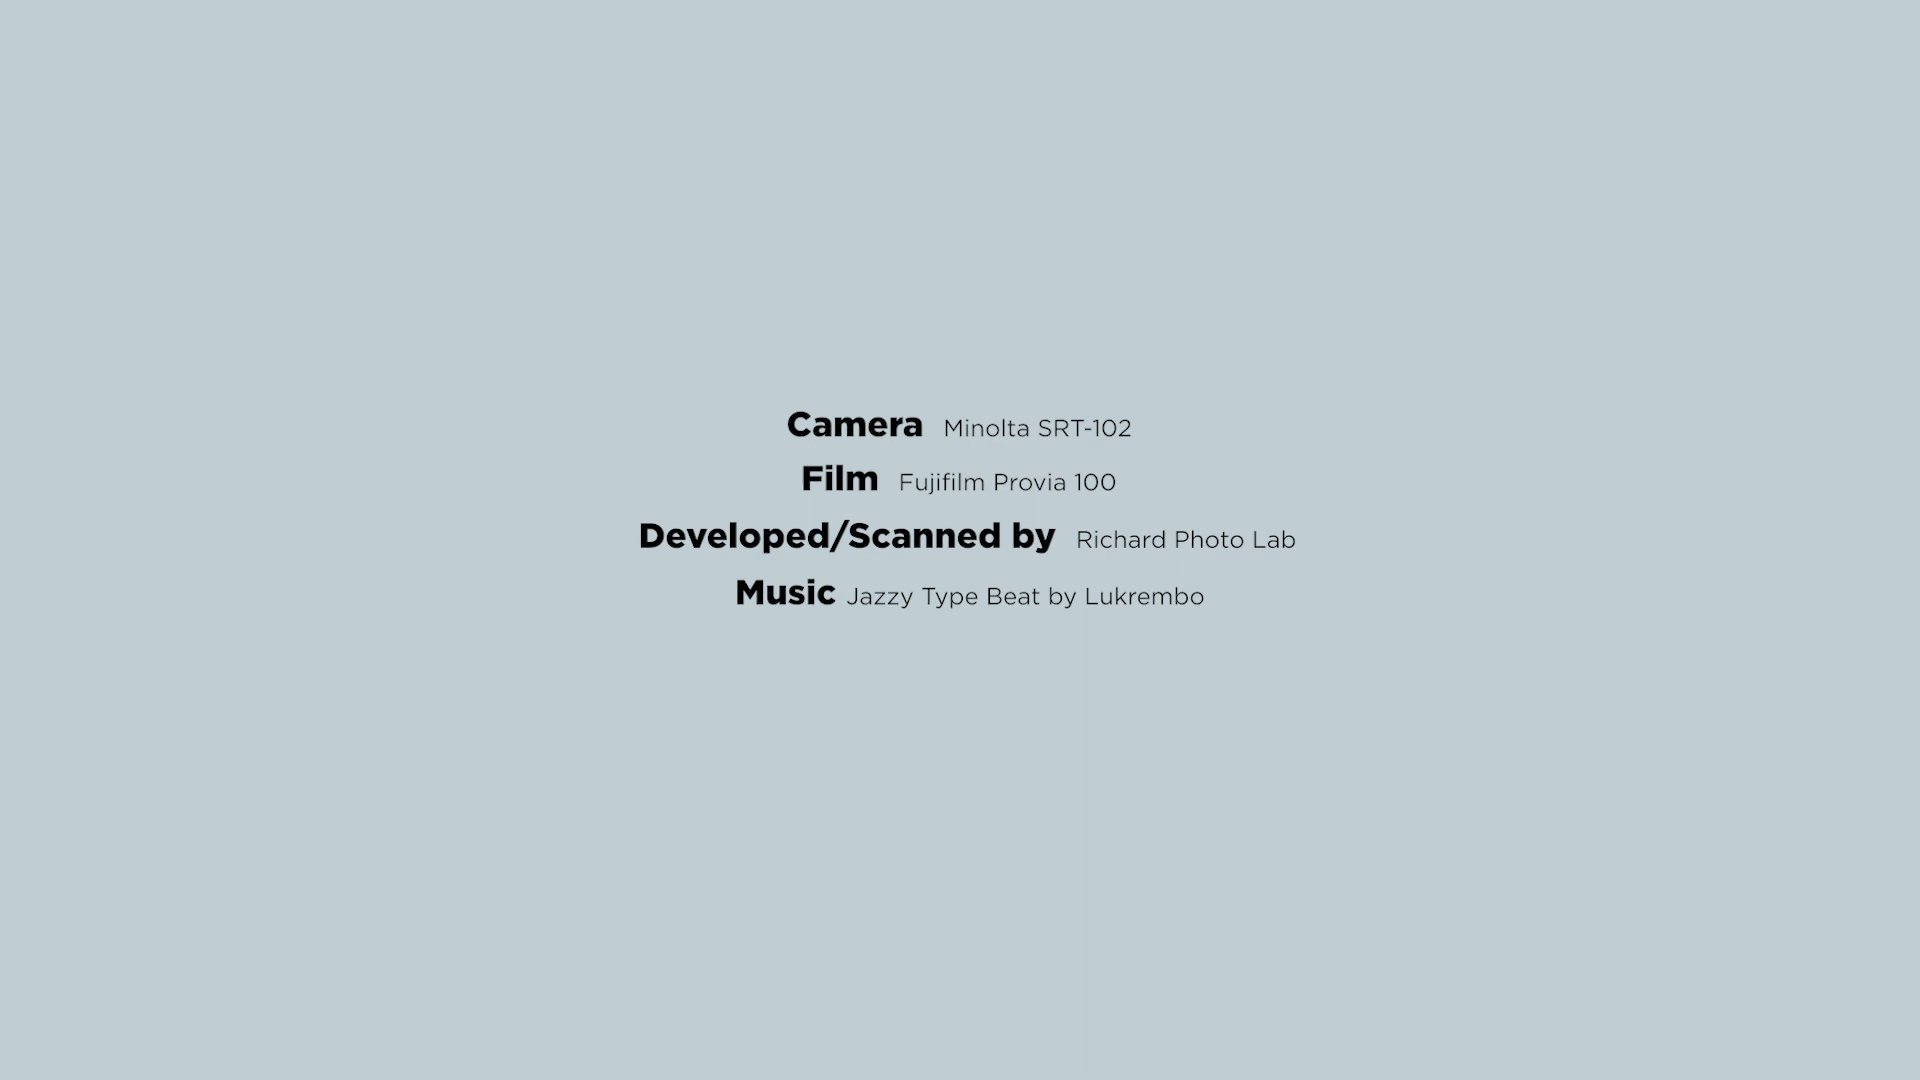 Camera Minolta SRT-102
Film Fujifilm Provia 100
Developed/Scanned by Richard Photo Lab
Music Jazzy Type Beat by Lukrembo